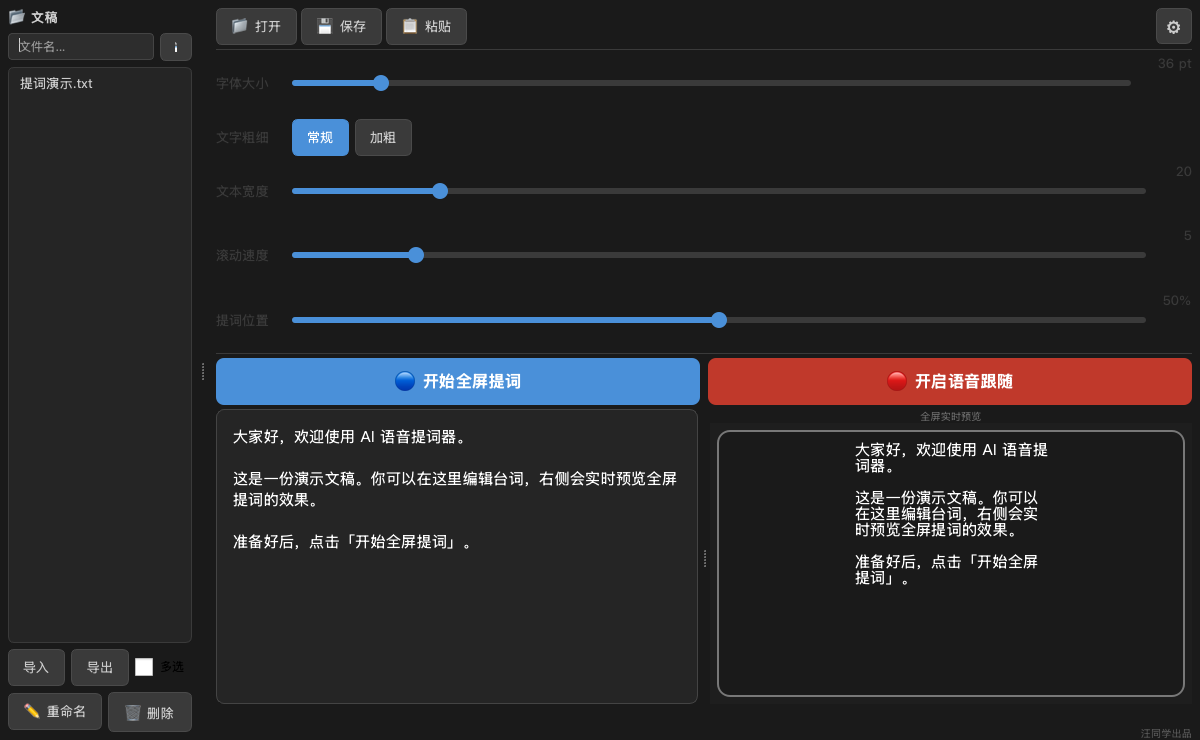 文稿
文件名...
提词演示.txt
导入
导出
多选
重命名
删除
打开
保存
粘贴
字体大小
36 pt
文字粗细
常规
加粗
文本宽度
20
滚动速度
5
提词位置
50%
开始全屏提词
开启语音跟随
大家好，欢迎使用 AI 语音提词器。
这是一份演示文稿。你可以在这里编辑台词，右侧会实时预览全屏
提词的效果。
准备好后，点击「开始全屏提词」。
全屏实时预览
大家好，欢迎使用 AI 语音提
词器。
这是一份演示文稿。你可以
在这里编辑台词，右侧会实
时预览全屏提词的效果。
准备好后，点击「开始全屏
提词」。
汪同学出品